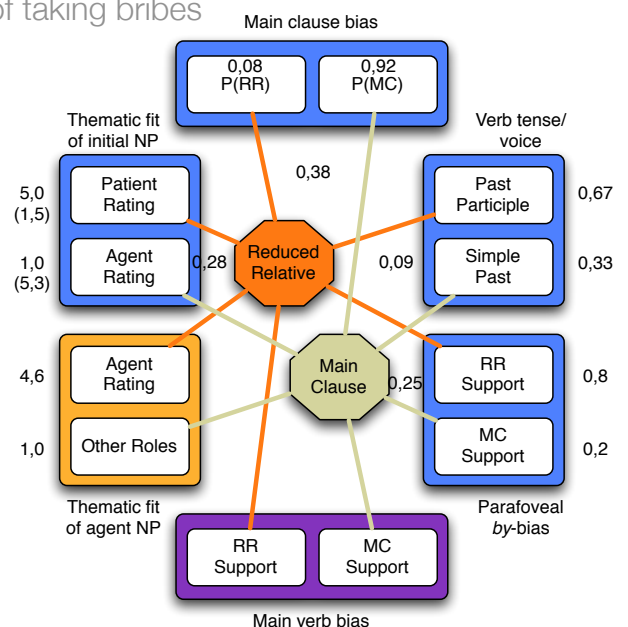 of taking bribes
Main clause bias
0,08
P(RR)
0,92
P(MC)
Thematic fit
of initial NP
Verb tense/
voice
0,38
5,0
(1,5)
Patient
Rating
Past
Participle
0,67
1,0
(5,3)
Agent
Rating
0,28
Reduced
Relative
0,09
Simple
Past
0,33
4,6
Agent
Rating
Main
Clause
0,25
RR
Support
0,8
1,0
Other Roles
MC
Support
0,2
Thematic fit
of agent NP
Parafoveal
by-bias
RR
Support
MC
Support
Main verb bias